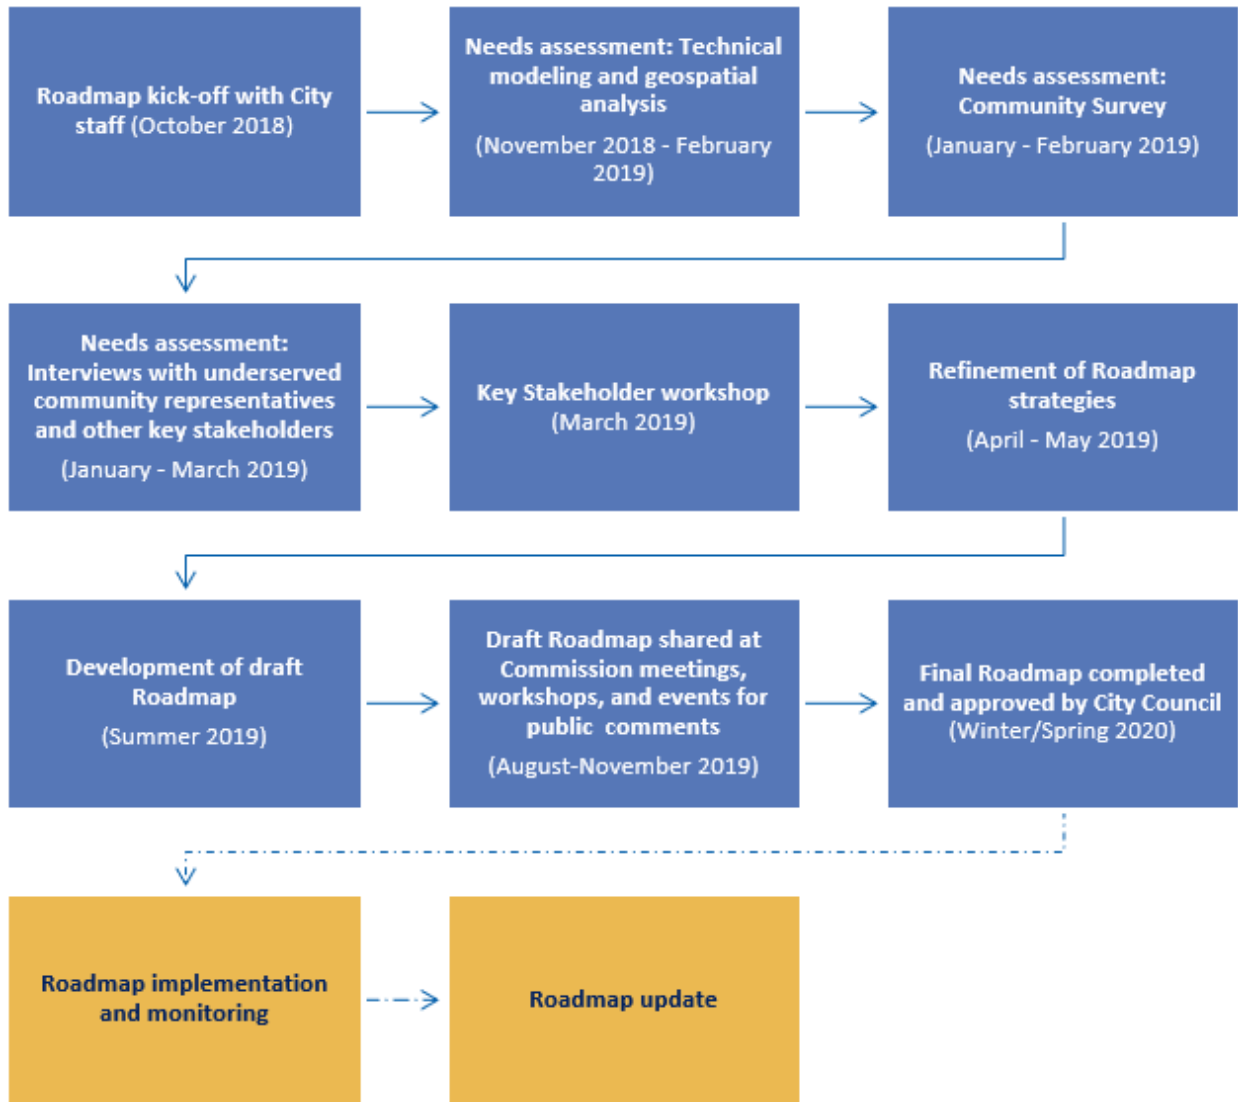 Roadmap kick-off with City
staff (October 2018)
Needs assessment: Technical
modeling and geospatial
analysis
(November 2018 - February
2019)
Needs assessment:
Community Survey
(January - February 2019)
Needs assessment:
Interviews with underserved
community representatives
and other key stakeholders
(January - March 2019)
Key Stakeholder workshop
(March 2019)
Refinement of Roadmap
strategies
(April - May 2019)
Development of draft
Roadmap
(Summer 2019)
Draft Roadmap shared at
Commission meetings,
workshops, and events for
public  comments
(August-November 2019)
Final Roadmap completed
and approved by City Council
(Winter/Spring 2020)
Roadmap implementation
and monitoring
Roadmap update